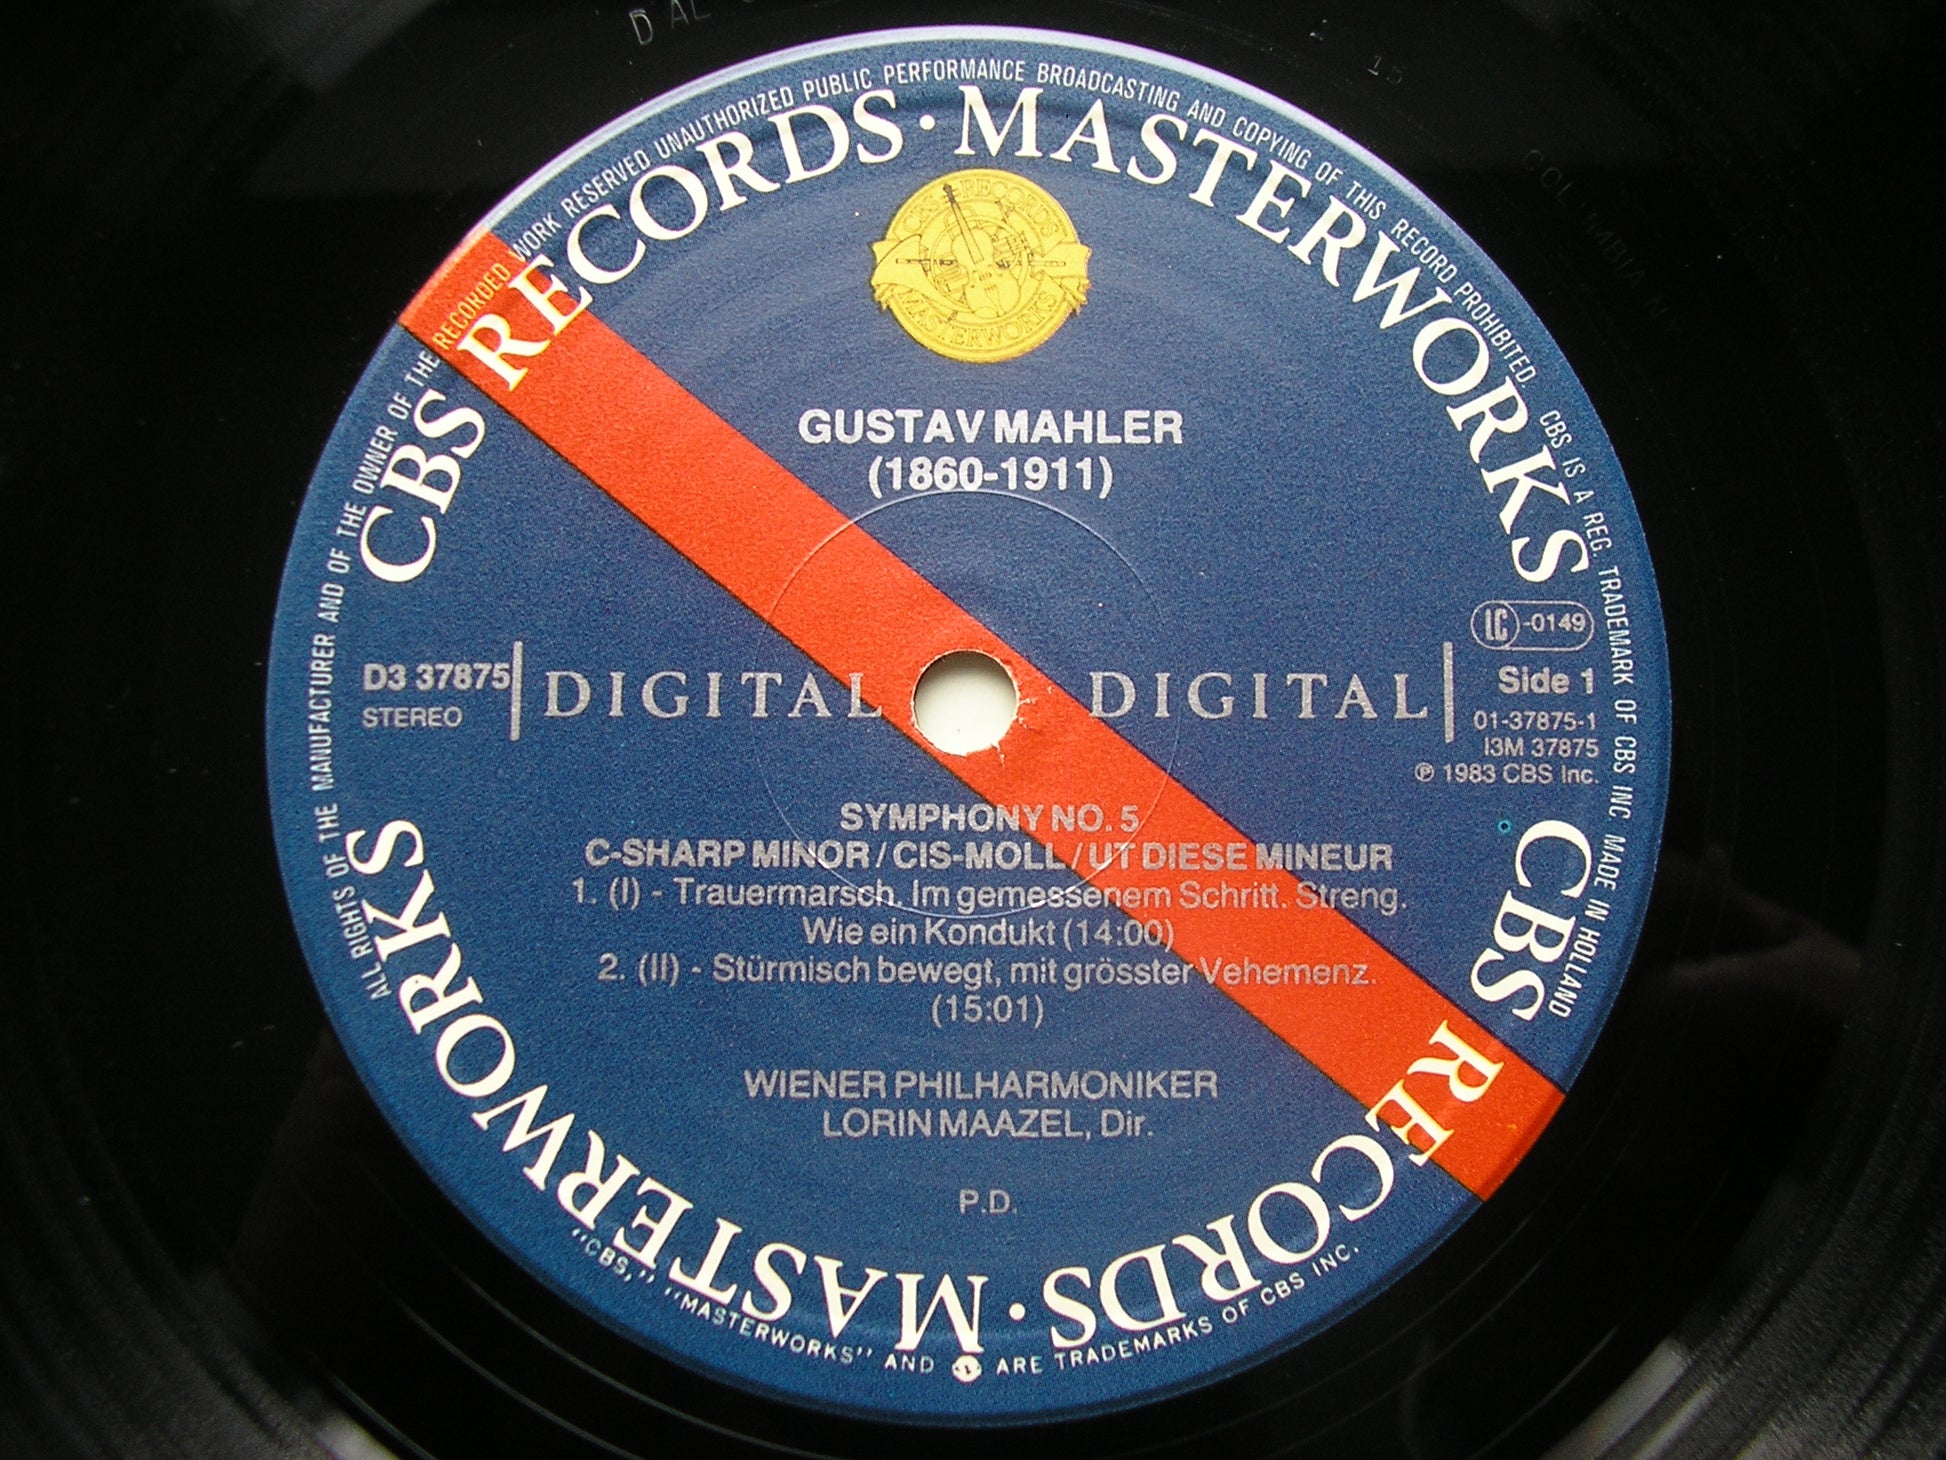 ALL RIGHTS OF THE MANUFACTURER AND OF THE OWNER OF THE RECORDED WORK RESERVED UNAUTHORIZED PUBLIC PERFORMANCE BROADCASTING AND COPYING OF THIS RECORD PROHIBITED. CBS IS A REG. TRADEMARK OF CBS INC MADE IN HOLLAND
CBS RECORDS · MASTERWORKS
CBS RECORDS
MASTERWORKS
GUSTAV MAHLER
(1860-1911)
LC -0149
D3 37875
STEREO
DIGITAL
DIGITAL
Side 1
01-37875-1
I3M 37875
℗ 1983 CBS Inc.
SYMPHONY NO. 5
C-SHARP MINOR / CIS-MOLL / UT DIESE MINEUR
1. (I) - Trauermarsch. Im gemessenem Schritt. Streng.
Wie ein Kondukt (14:00)
2. (II) - Stürmisch bewegt, mit grösster Vehemenz.
(15:01)
WIENER PHILHARMONIKER
LORIN MAAZEL, Dir.
P.D.
CBS RECORDS · MASTERWORKS
"CBS," "MASTERWORKS" AND ARE TRADEMARKS OF CBS INC.